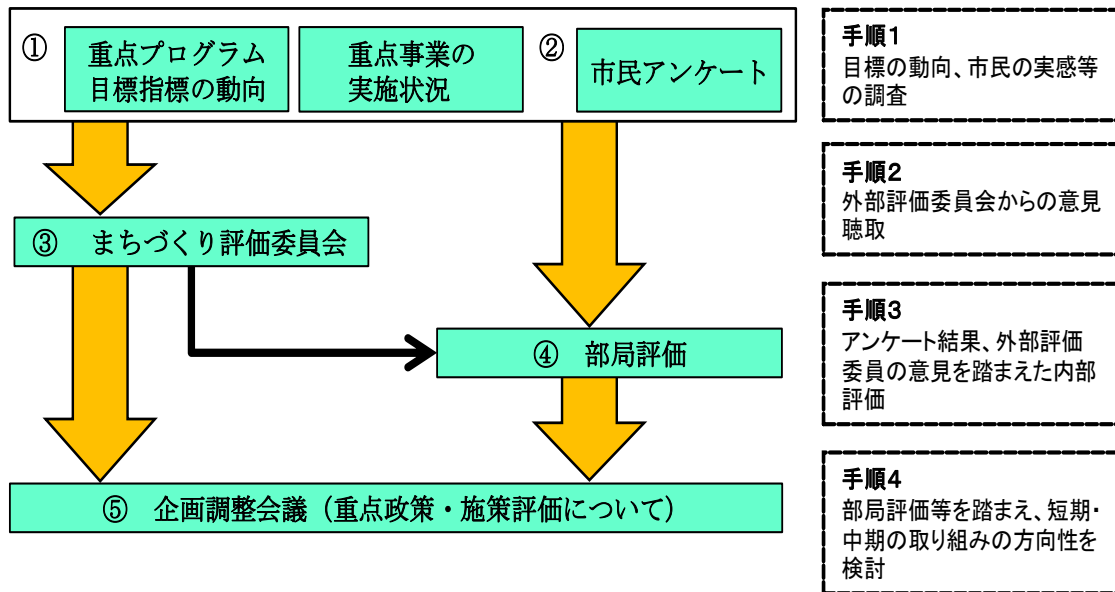 ①
重点プログラム
目標指標の動向
重点事業の
実施状況
②
市民アンケート
手順1
目標の動向、市民の実感等
の調査
手順2
外部評価委員会からの意見
聴取
③ まちづくり評価委員会
手順3
アンケート結果、外部評価
委員の意見を踏まえた内部
評価
④ 部局評価
手順4
部局評価等を踏まえ、短期・
中期の取り組みの方向性を
検討
⑤ 企画調整会議（重点政策・施策評価について）